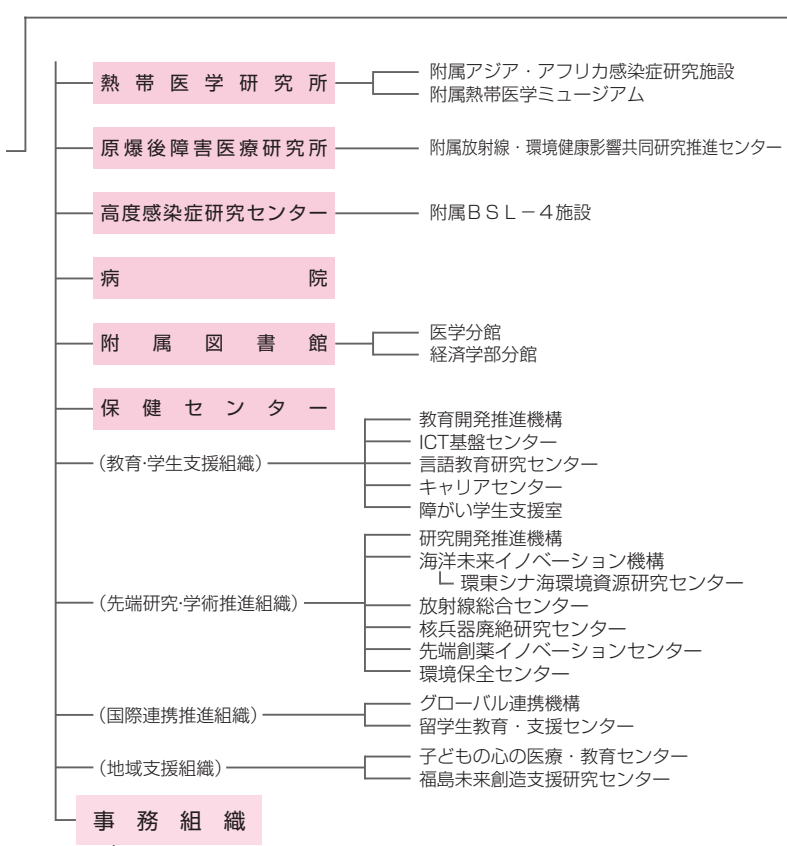 熱帯医学研究所
附属アジア・アフリカ感染症研究施設
附属熱帯医学ミュージアム
原爆後障害医療研究所
附属放射線・環境健康影響共同研究推進センター
高度感染症研究センター
附属ＢＳＬ－４施設
病院
附属図書館
医学分館
経済学部分館
保健センター
(教育・学生支援組織)
教育開発推進機構
ICT基盤センター
言語教育研究センター
キャリアセンター
障がい学生支援室
(先端研究・学術推進組織)
研究開発推進機構
海洋未来イノベーション機構
環東シナ海環境資源研究センター
放射線総合センター
核兵器廃絶研究センター
先端創薬イノベーションセンター
環境保全センター
(国際連携推進組織)
グローバル連携機構
留学生教育・支援センター
(地域支援組織)
子どもの心の医療・教育センター
福島未来創造支援研究センター
事務組織